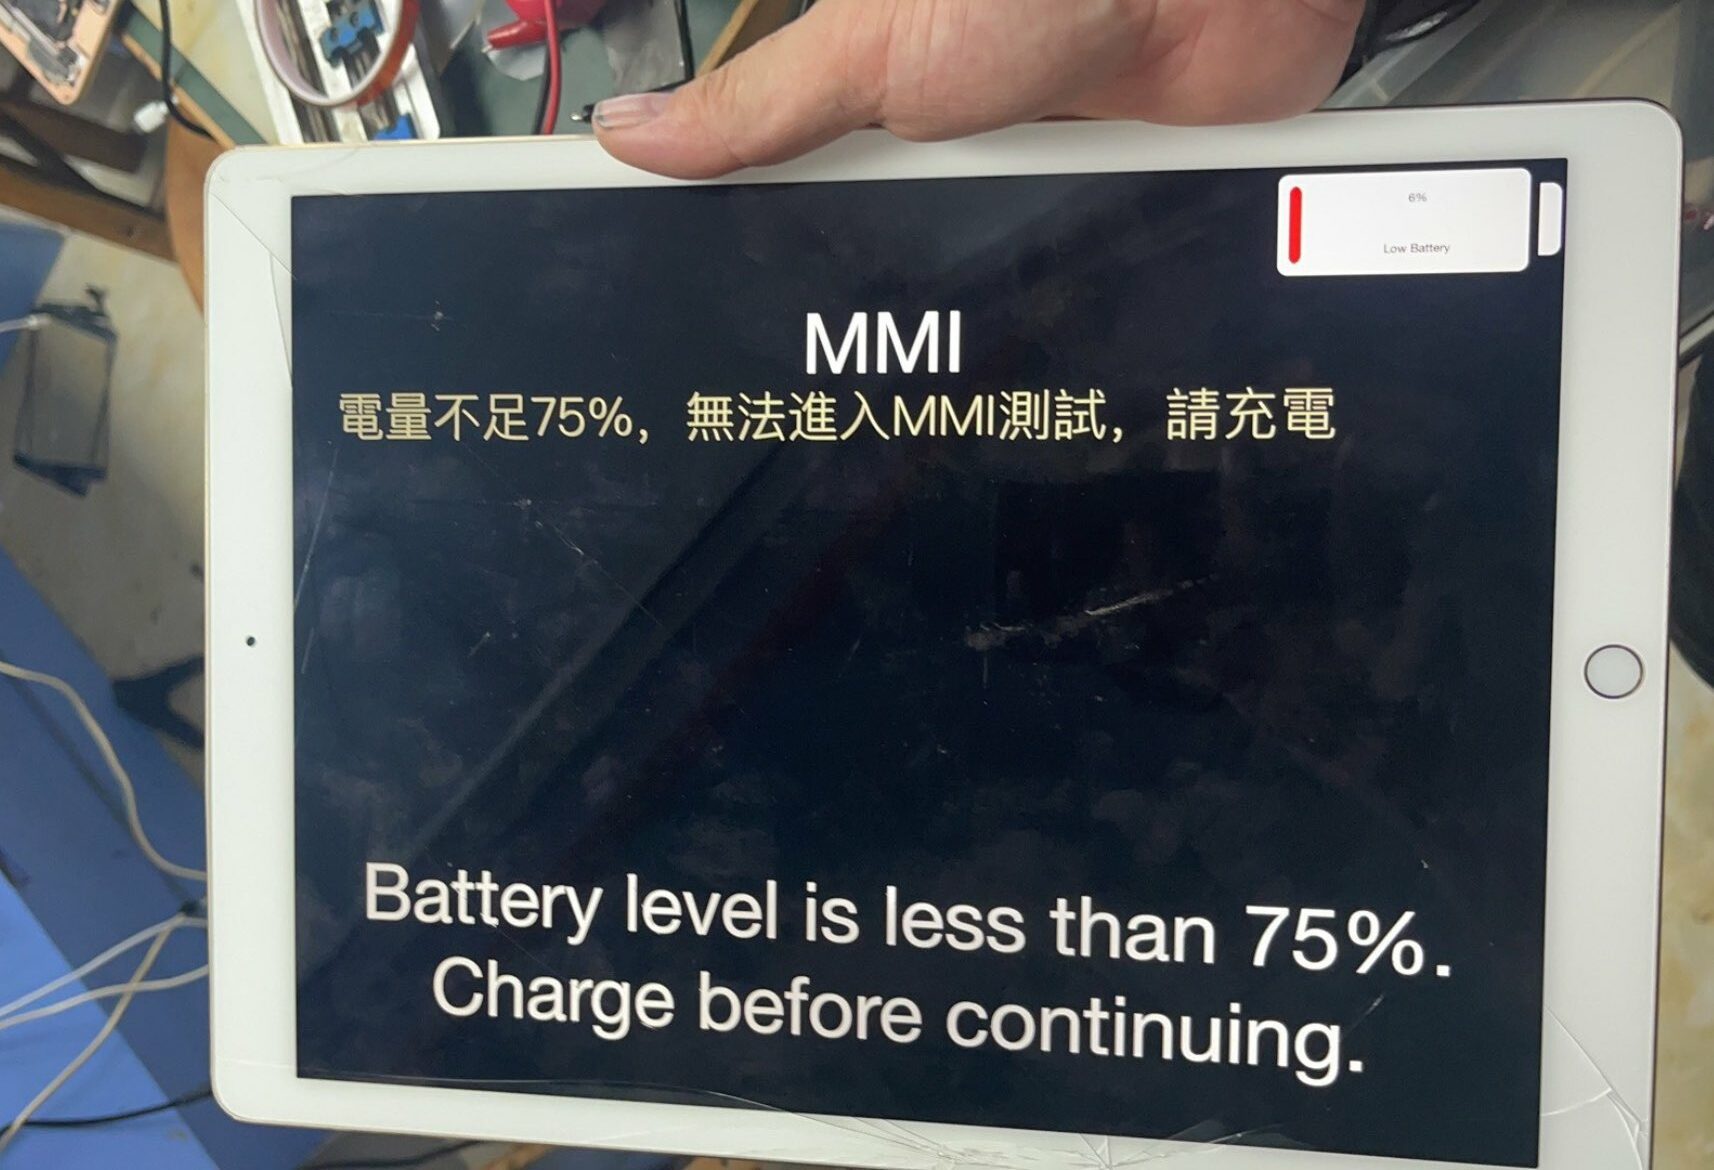 6%
Low Battery
MMI
電量不足75%，無法進入MMI測試，請充電
Battery level is less than 75%.
Charge before continuing.